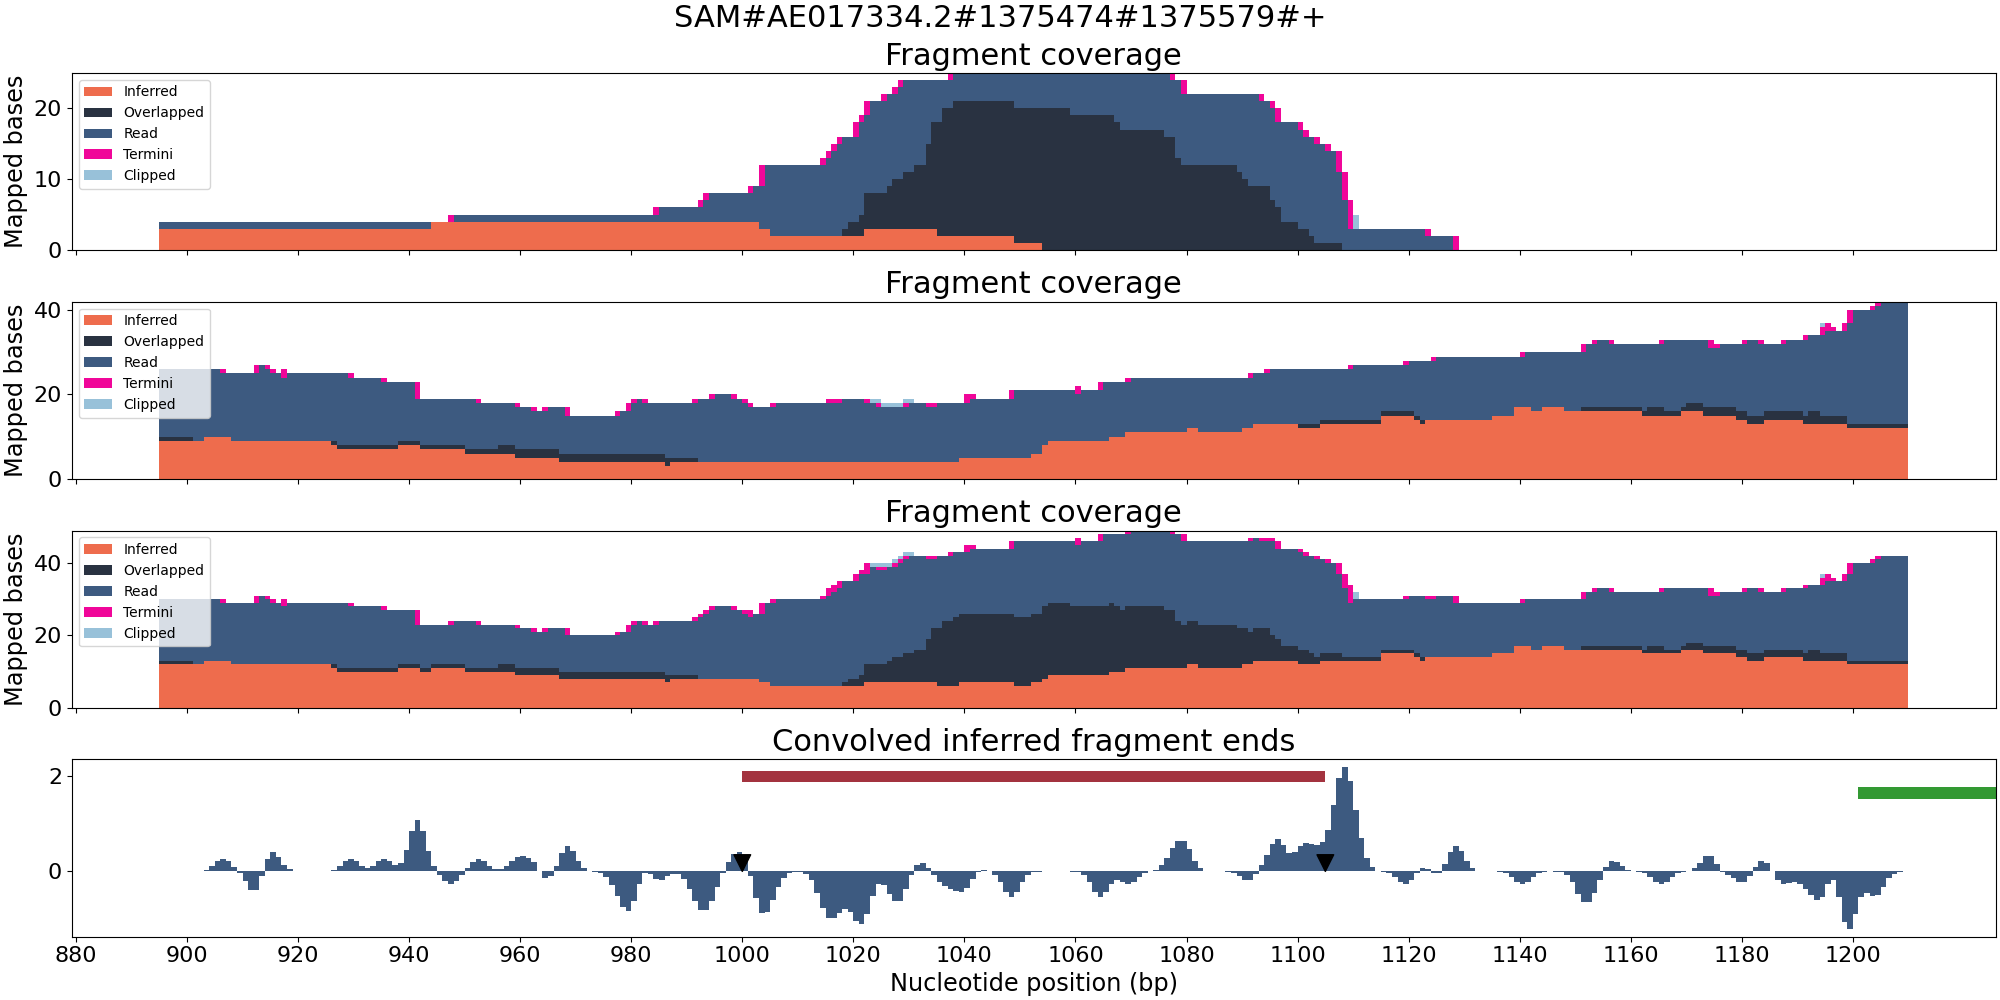 SAM#AE017334.2#1375474#1375579#+
Fragment coverage
Mapped bases
20
10
0
Inferred
Overlapped
Read
Termini
Clipped
Fragment coverage
Mapped bases
40
20
0
Inferred
Overlapped
Read
Termini
Clipped
Fragment coverage
Mapped bases
40
20
0
Inferred
Overlapped
Read
Termini
Clipped
Convolved inferred fragment ends
2
0
880 900 920 940 960 980 1000 1020 1040 1060 1080 1100 1120 1140 1160 1180 1200
Nucleotide position (bp)